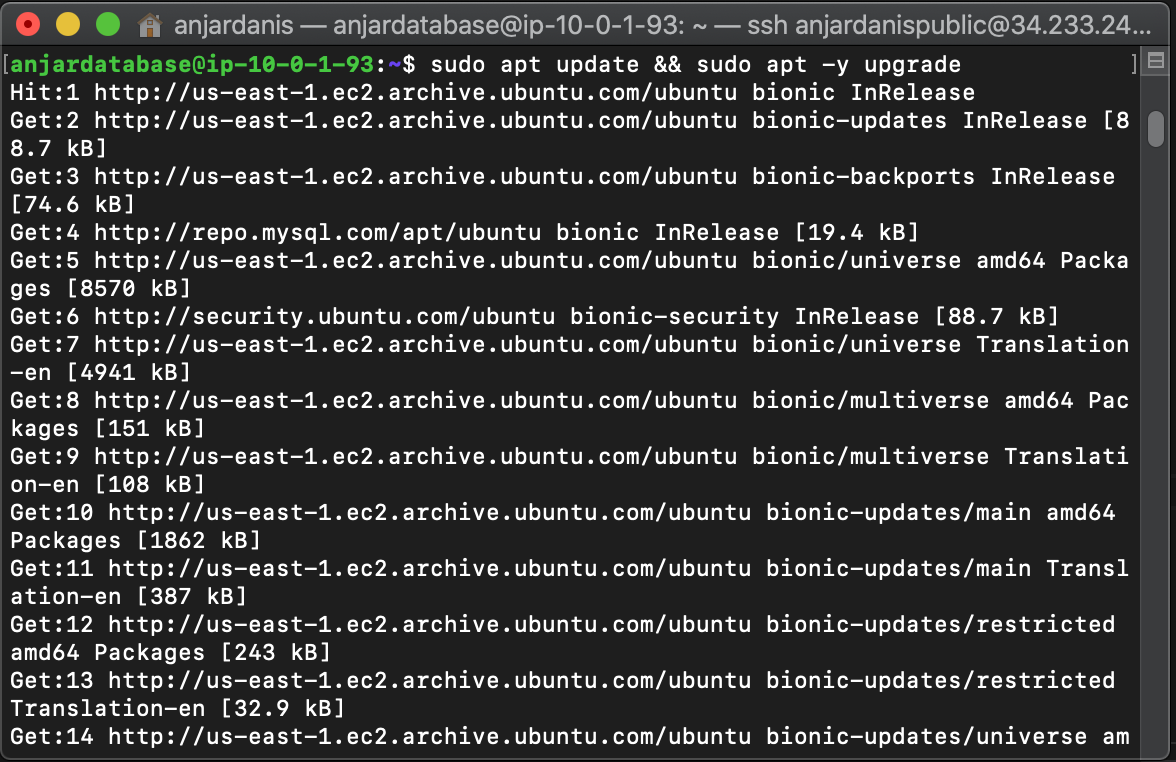 anjardanis — anjardatabase@ip-10-0-1-93: ~ — ssh anjardanispublic@34.233.24...
[anjardatabase@ip-10-0-1-93:~$ sudo apt update && sudo apt -y upgrade ]
Hit:1 http://us-east-1.ec2.archive.ubuntu.com/ubuntu bionic InRelease
Get:2 http://us-east-1.ec2.archive.ubuntu.com/ubuntu bionic-updates InRelease [8
8.7 kB]
Get:3 http://us-east-1.ec2.archive.ubuntu.com/ubuntu bionic-backports InRelease
[74.6 kB]
Get:4 http://repo.mysql.com/apt/ubuntu bionic InRelease [19.4 kB]
Get:5 http://us-east-1.ec2.archive.ubuntu.com/ubuntu bionic/universe amd64 Packa
ges [8570 kB]
Get:6 http://security.ubuntu.com/ubuntu bionic-security InRelease [88.7 kB]
Get:7 http://us-east-1.ec2.archive.ubuntu.com/ubuntu bionic/universe Translation
-en [4941 kB]
Get:8 http://us-east-1.ec2.archive.ubuntu.com/ubuntu bionic/multiverse amd64 Pac
kages [151 kB]
Get:9 http://us-east-1.ec2.archive.ubuntu.com/ubuntu bionic/multiverse Translati
on-en [108 kB]
Get:10 http://us-east-1.ec2.archive.ubuntu.com/ubuntu bionic-updates/main amd64
Packages [1862 kB]
Get:11 http://us-east-1.ec2.archive.ubuntu.com/ubuntu bionic-updates/main Transl
ation-en [387 kB]
Get:12 http://us-east-1.ec2.archive.ubuntu.com/ubuntu bionic-updates/restricted
amd64 Packages [243 kB]
Get:13 http://us-east-1.ec2.archive.ubuntu.com/ubuntu bionic-updates/restricted
Translation-en [32.9 kB]
Get:14 http://us-east-1.ec2.archive.ubuntu.com/ubuntu bionic-updates/universe am